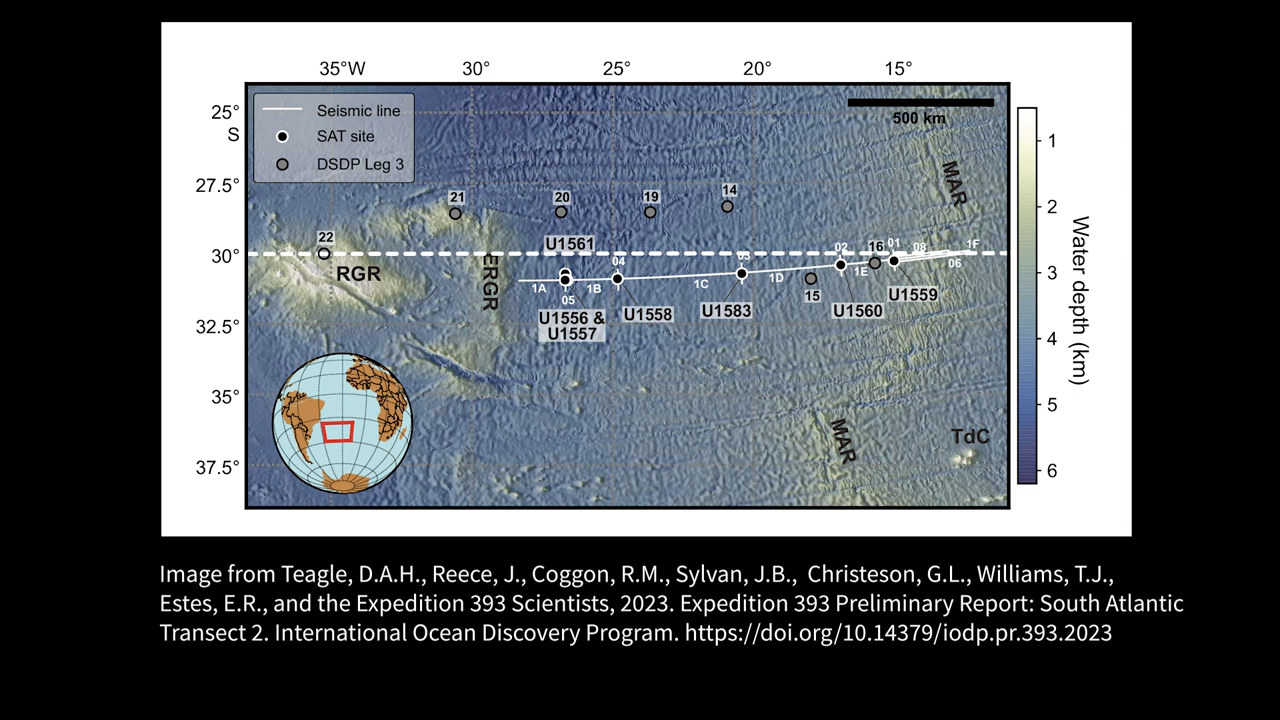 35°W 30° 25° 20° 15°
25°
S
27.5°
30°
32.5°
35°
37.5°
Seismic line
SAT site
DSDP Leg 3
500 km
MAR
21 20 19 14
22
U1561
RGR
ERGR
04 03 02 16 01 08 1F
06
1A 1B 1C 1D 1E
05
15
U1556 &
U1557
U1558
U1583
U1560
U1559
MAR
TdC
1
2
3
4
5
6
Water depth (km)
Image from Teagle, D.A.H., Reece, J., Coggon, R.M., Sylvan, J.B., Christeson, G.L., Williams, T.J.,
Estes, E.R., and the Expedition 393 Scientists, 2023. Expedition 393 Preliminary Report: South Atlantic
Transect 2. International Ocean Discovery Program. https://doi.org/10.14379/iodp.pr.393.2023